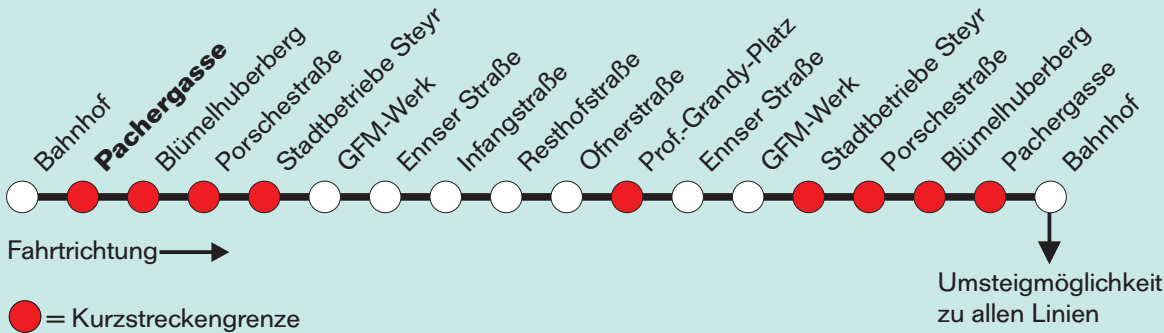 Bahnhof
Pachergasse
Blümelhuberberg
Porschestraße
Stadtbetriebe Steyr
GFM-Werk
Ennser Straße
Infangstraße
Resthofstraße
Ofnerstraße
Prof.-Grandy-Platz
Ennser Straße
GFM-Werk
Stadtbetriebe Steyr
Porschestraße
Blümelhuberberg
Pachergasse
Bahnhof
Fahrtrichtung
Umsteigmöglichkeit
zu allen Linien
= Kurzstreckengrenze